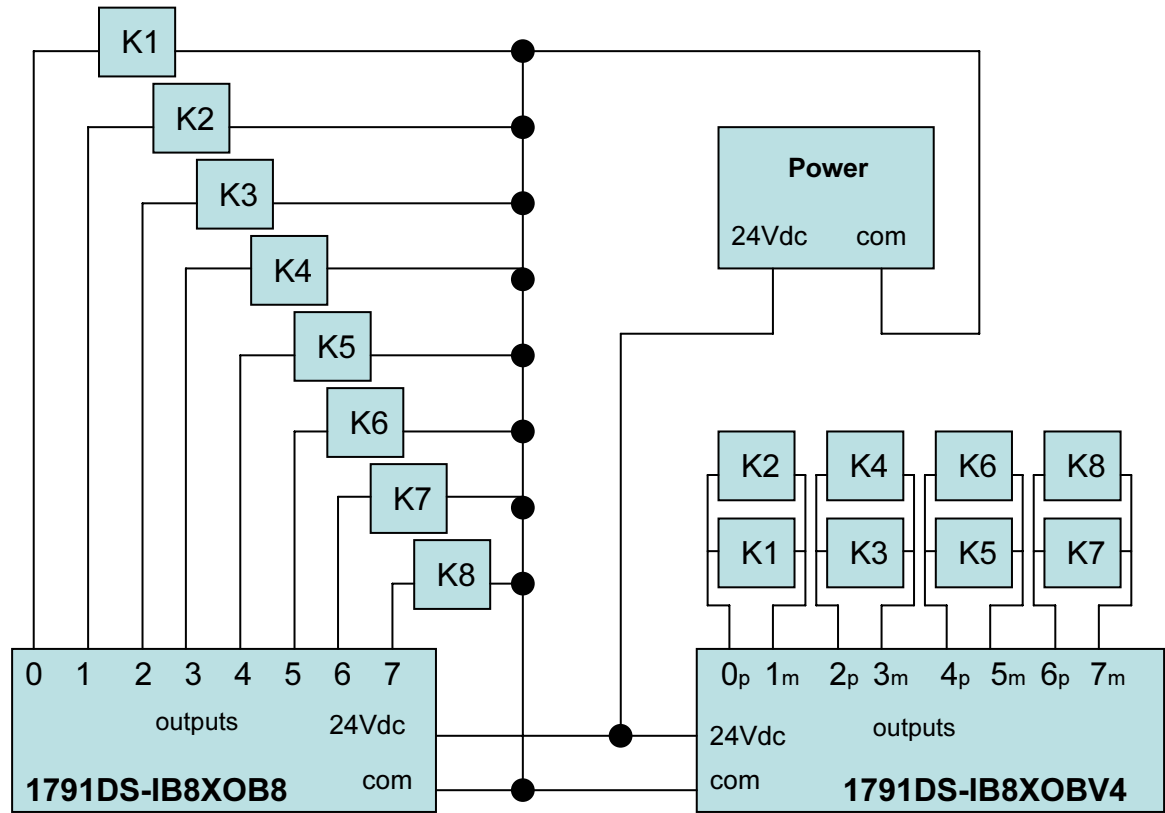 K1
K2
K3
K4
K5
K6
K7
K8
Power
24Vdc com
K2 K4 K6 K8
K1 K3 K5 K7
0 1 2 3 4 5 6 7
outputs 24Vdc
com
1791DS-IB8XOB8
0p 1m 2p 3m 4p 5m 6p 7m
24Vdc outputs
com
1791DS-IB8XOBV4